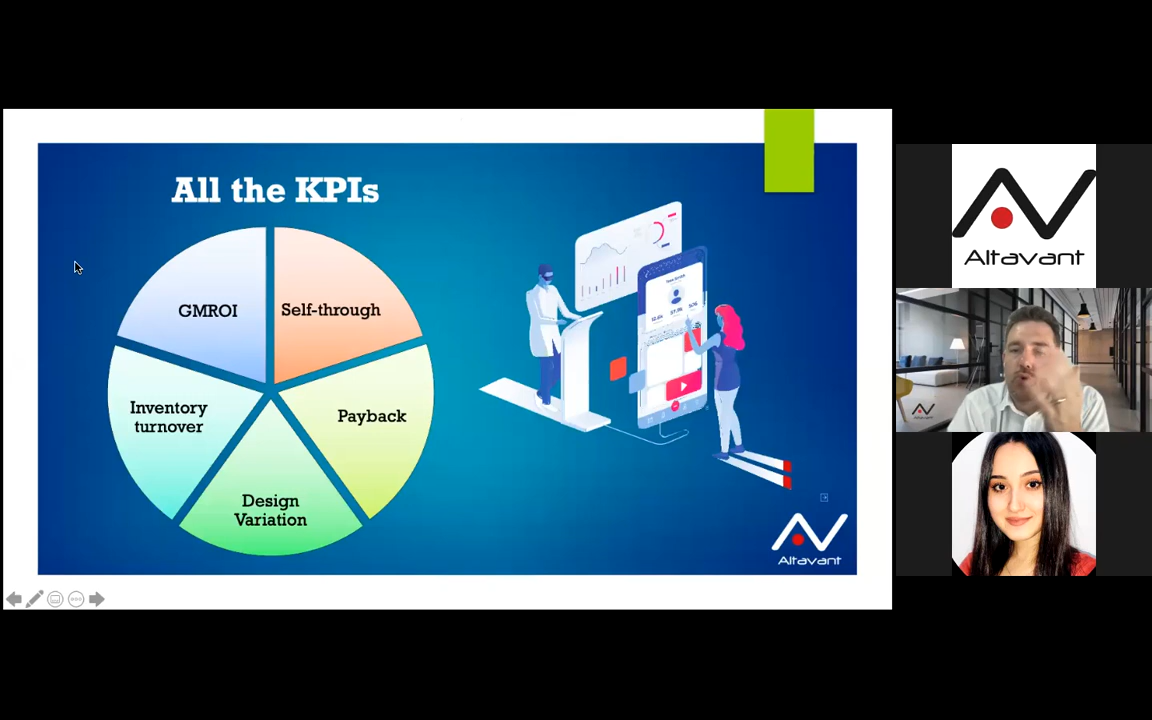 All the KPIs
GMROI
Self-through
Inventory
turnover
Payback
Design
Variation
Altavant
Altavant